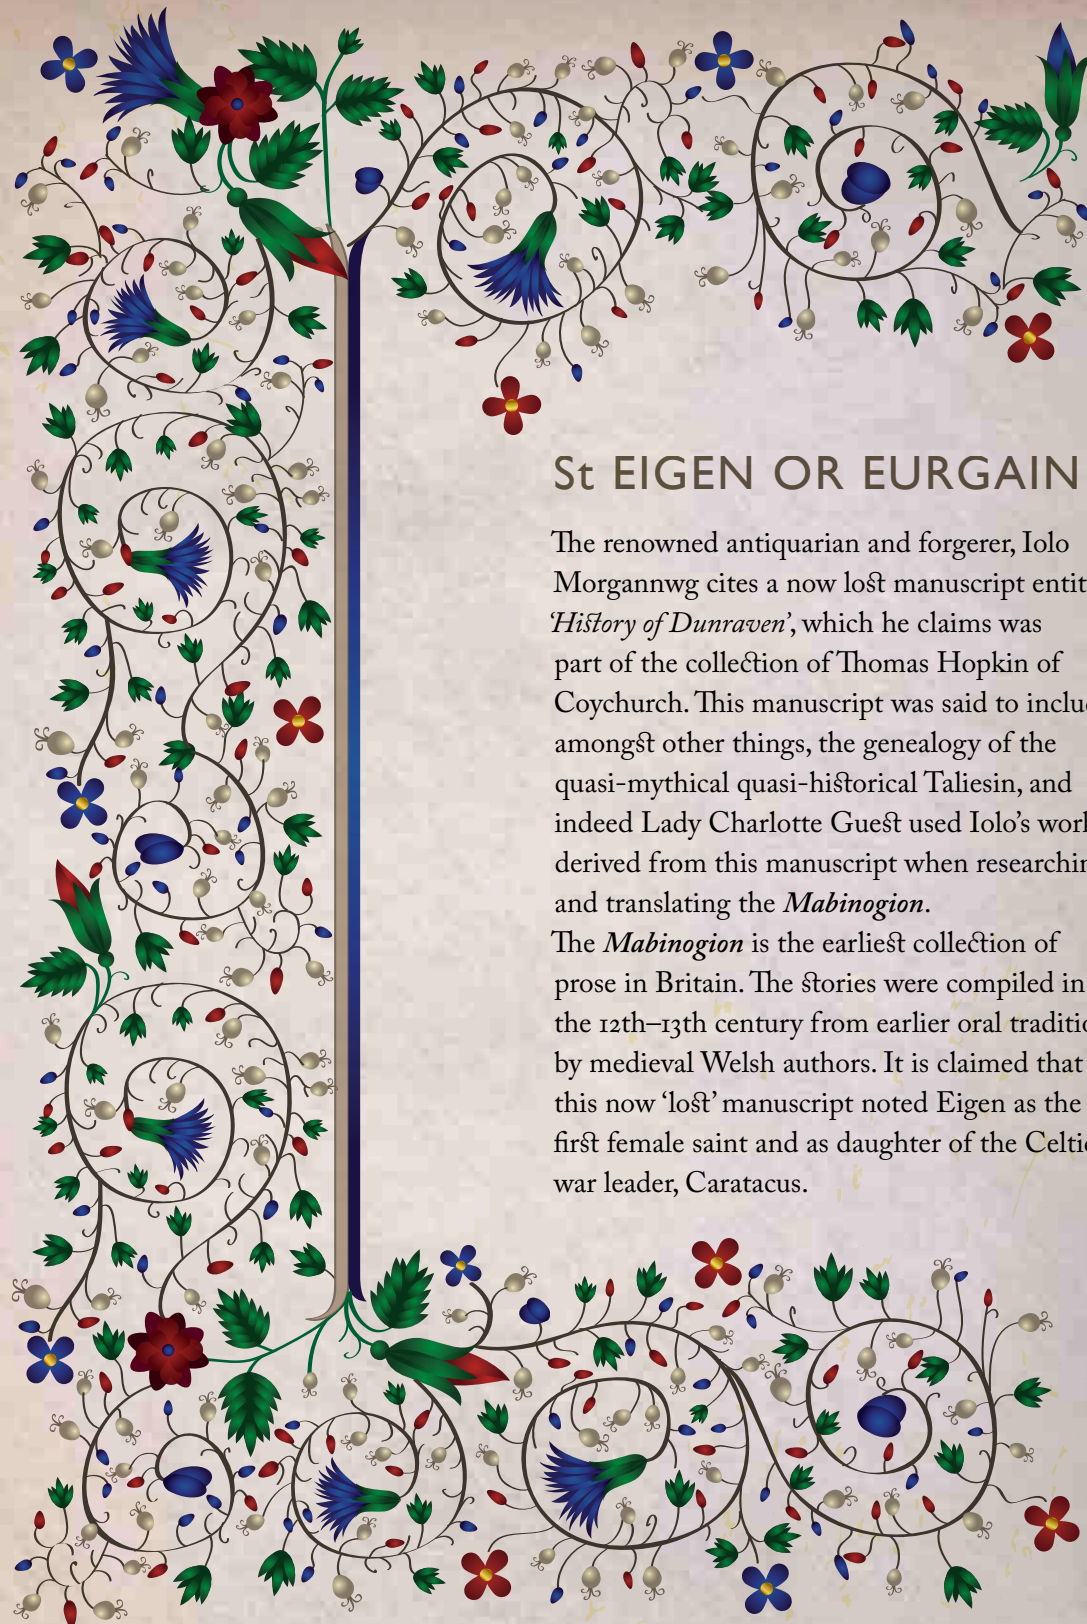 St EIGEN OR EURGAIN
The renowned antiquarian and forgerer, Iolo
Morgannwg cites a now lost manuscript
‘History of Dunraven’, which he claims was
part of the collection of Thomas Hopkin of
Coychurch. This manuscript was said to
amongst other things, the genealogy of the
quasi-mythical quasi-historical Taliesin, and
indeed Lady Charlotte Guest used Iolo’s
derived from this manuscript when
and translating the Mabinogion.
The Mabinogion is the earliest collection of
prose in Britain. The stories were compiled in
the 12th–13th century from earlier oral
by medieval Welsh authors. It is claimed that
this now ‘lost’ manuscript noted Eigen as the
first female saint and as daughter of the
war leader, Caratacus.